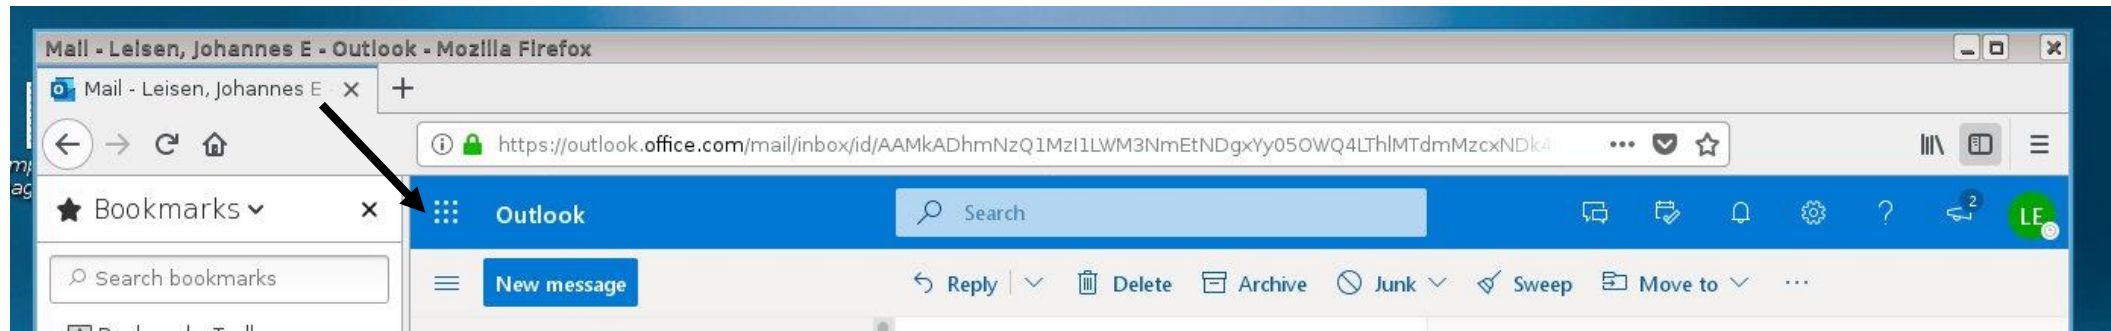 Mail - Leisen, Johannes E - Outlook - Mozilla Firefox
Mail - Leisen, Johannes E
https://outlook.office.com/mail/inbox/id/AAMkADhmNzQ1MzI1LWM3NmEtNDgxYy05OWQ4LThlMTdmMzcxNDk4
Bookmarks
Outlook
Search
2
LE
Search bookmarks
New message
Reply
Delete
Archive
Junk
Sweep
Move to